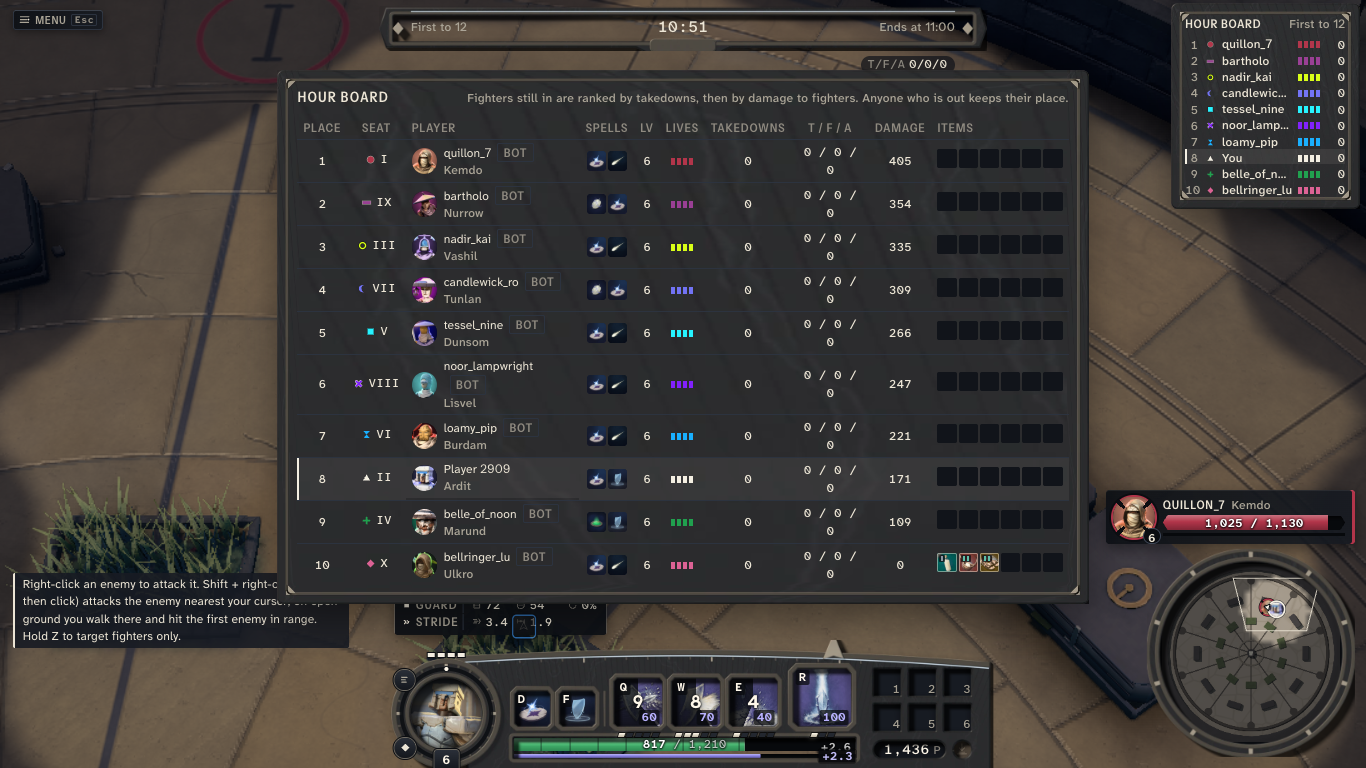 MENU Esc
First to 12
10:51
Ends at 11:00
T/F/A 0/0/0
HOUR BOARD First to 12
1 quillon_7 0
2 bartholo 0
3 nadir_kai 0
4 candlewic... 0
5 tessel_nine 0
6 noor_lamp... 0
7 loamy_pip 0
8 You 0
9 belle_of_n... 0
10 bellringer_lu 0
HOUR BOARD
Fighters still in are ranked by takedowns, then by damage to fighters. Anyone who is out keeps their place.
PLACE SEAT PLAYER SPELLS LV LIVES TAKEDOWNS T / F / A DAMAGE ITEMS
1 I quillon_7 BOT 6 0 0 / 0 / 0 405
Kemdo
2 IX bartholo BOT 6 0 0 / 0 / 0 354
Nurrow
3 III nadir_kai BOT 6 0 0 / 0 / 0 335
Vashil
4 VII candlewick_ro BOT 6 0 0 / 0 / 0 309
Tunlan
5 V tessel_nine BOT 6 0 0 / 0 / 0 266
Dunsom
6 VIII noor_lampwright BOT 6 0 0 / 0 / 0 247
Lisvel
7 VI loamy_pip BOT 6 0 0 / 0 / 0 221
Burdam
8 II Player 2909 6 0 0 / 0 / 0 171
Ardit
9 IV belle_of_noon BOT 6 0 0 / 0 / 0 109
Marund
10 X bellringer_lu BOT 6 0 0 / 0 / 0 0
Ulkro
Right-click an enemy to attack it. Shift + right-c
then click) attacks the enemy nearest your cursor, on open
ground you walk there and hit the first enemy in range.
Hold Z to target fighters only.
GUARD 72 54 0%
STRIDE 3.4 1.9
QUILLON_7 Kemdo
1,025 / 1,130
6
D F Q 9 60 W 8 70 E 4 40 R 100
1 2 3
4 5 6
817 / 1,210 +2.6
+2.3
1,436 P
6